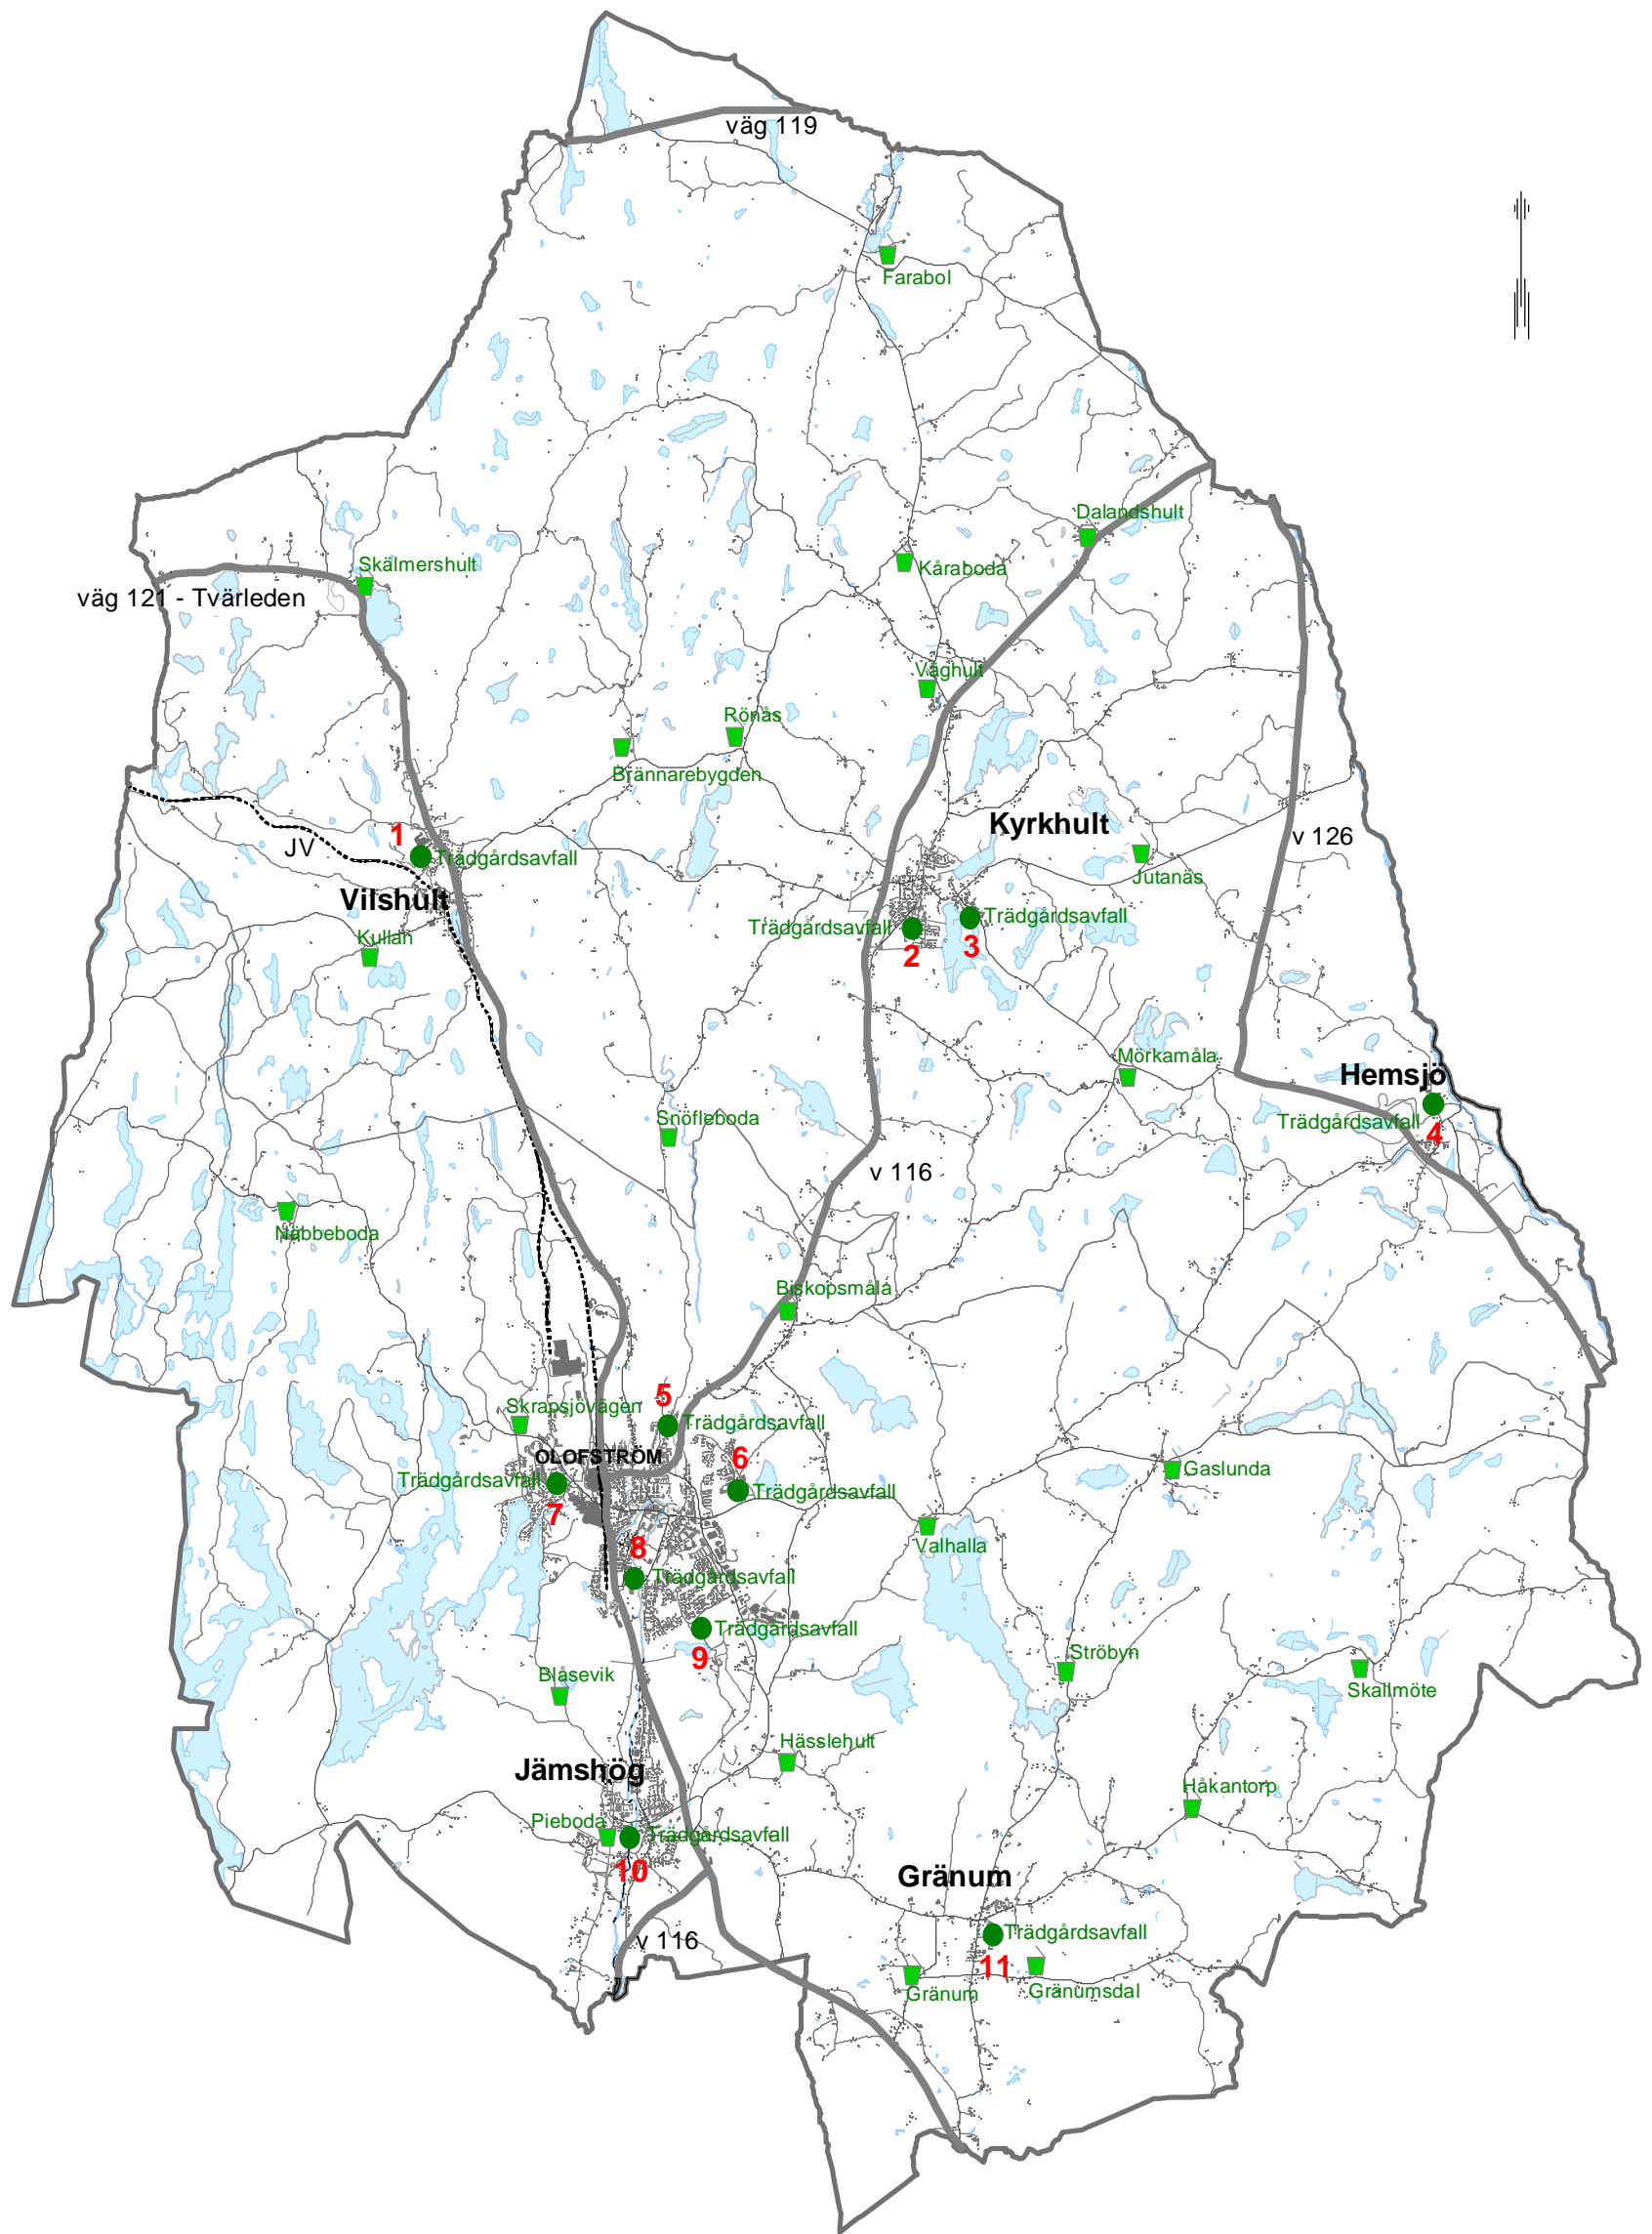 väg 119
Farabol
Dalandshult
Skälmershult
Kåraboda
väg 121 - Tvärleden
Våghult
Rönäs
Brännarebygden
Kyrkhult
1
v 126
JV
Trädgårdsavfall
Jutanäs
Vilshult
Trädgårdsavfall
Trädgårdsavfall
Kullan
2
3
Mörkamåla
Hemsjö
Snöfleboda
Trädgårdsavfall
4
v 116
Näbbeboda
Biskopsmåla
5
Skrapsjövägen
Trädgårdsavfall
OLOFSTRÖM
6
Gaslunda
Trädgårdsavfall
Trädgårdsavfall
7
Valhalla
8
Trädgårdsavfall
Trädgårdsavfall
9
Ströbyn
Blåsevik
Skallmöte
Hässlehult
Jämshög
Håkantorp
Pieboda
Trädgårdsavfall
10
Gränum
Trädgårdsavfall
v 116
11
Gränum
Gränumsdal